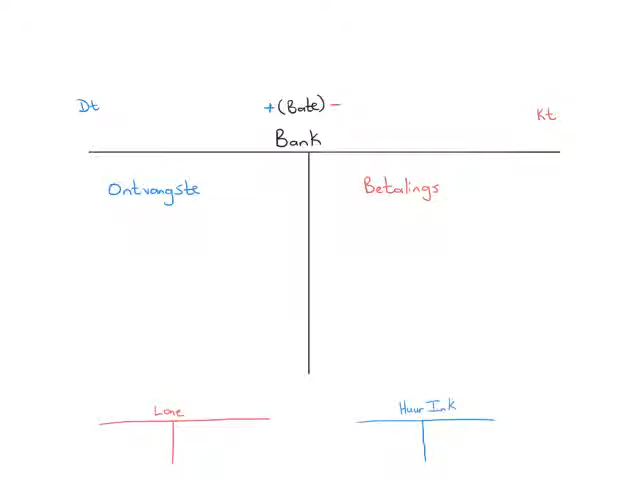 Dt
+ (Bate) -
Kt
Bank
Ontvangste
Betalings
Lone
Huur Ink